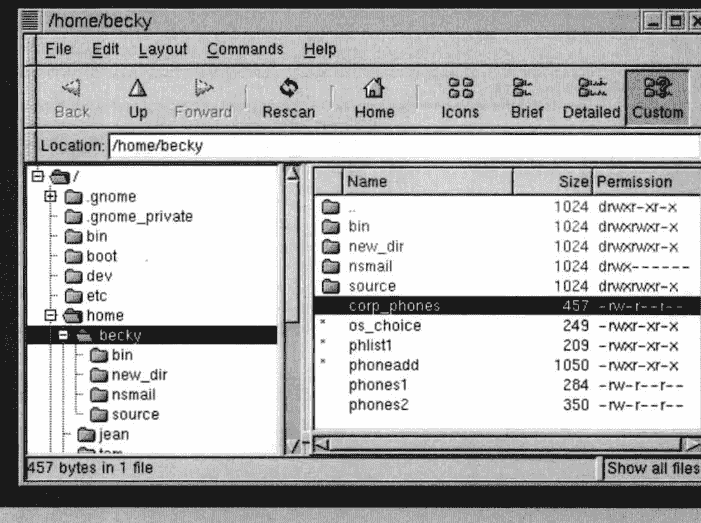 /home/becky
File Edit Layout Commands Help
Back Up Forward Rescan Home Icons Brief Detailed Custom
Location: /home/becky
/
.gnome
.gnome_private
bin
boot
dev
etc
home
becky
bin
new_dir
nsmail
source
jean
Name Size Permission
.. 1024 drwxr-xr-x
bin 1024 drwxrwxr-x
new_dir 1024 drwxrwxr-x
nsmail 1024 drwx------
source 1024 drwxrwxr-x
corp_phones 457 -rw-r--r--
* os_choice 249 -rwxr-xr-x
* phlist1 209 -rwxr-xr-x
* phoneadd 1050 -rwxr-xr-x
phones1 284 -rw-r--r--
phones2 350 -rw-r--r--
457 bytes in 1 file
Show all files